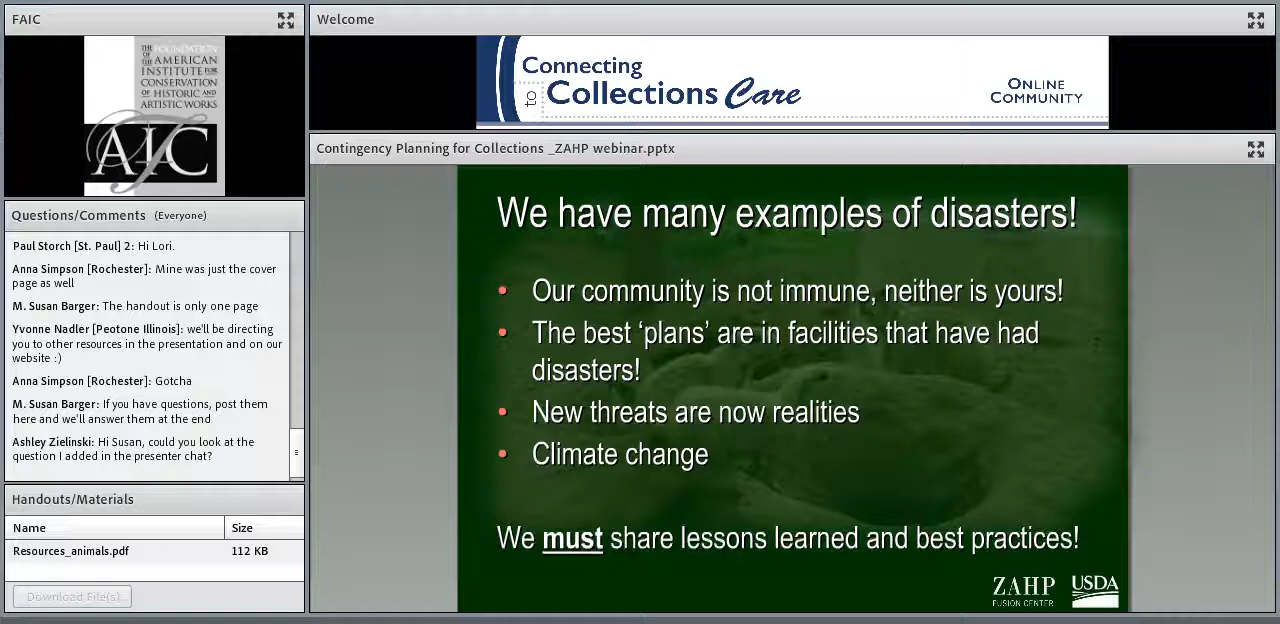 FAIC
THE FOUNDATION
OF THE AMERICAN
INSTITUTE FOR
CONSERVATION
OF HISTORIC AND
ARTISTIC WORKS
AIC
Questions/Comments (Everyone)
Paul Storch [St. Paul] 2: Hi Lori.
Anna Simpson [Rochester]: Mine was just the cover
page as well
M. Susan Barger: The handout is only one page
Yvonne Nadler [Peotone Illinois]: we'll be directing
you to other resources in the presentation and on our
website :)
Anna Simpson [Rochester]: Gotcha
M. Susan Barger: If you have questions, post them
here and we'll answer them at the end
Ashley Zielinski: Hi Susan, could you look at the
question I added in the presenter chat?
Handouts/Materials
Name Size
Resources_animals.pdf 112 KB
Download File(s)
Welcome
Connecting
to Collections Care
ONLINE
COMMUNITY
Contingency Planning for Collections _ZAHP webinar.pptx
We have many examples of disasters!
• Our community is not immune, neither is yours!
• The best ‘plans’ are in facilities that have had
disasters!
• New threats are now realities
• Climate change
We must share lessons learned and best practices!
ZAHP
FUSION CENTER
USDA